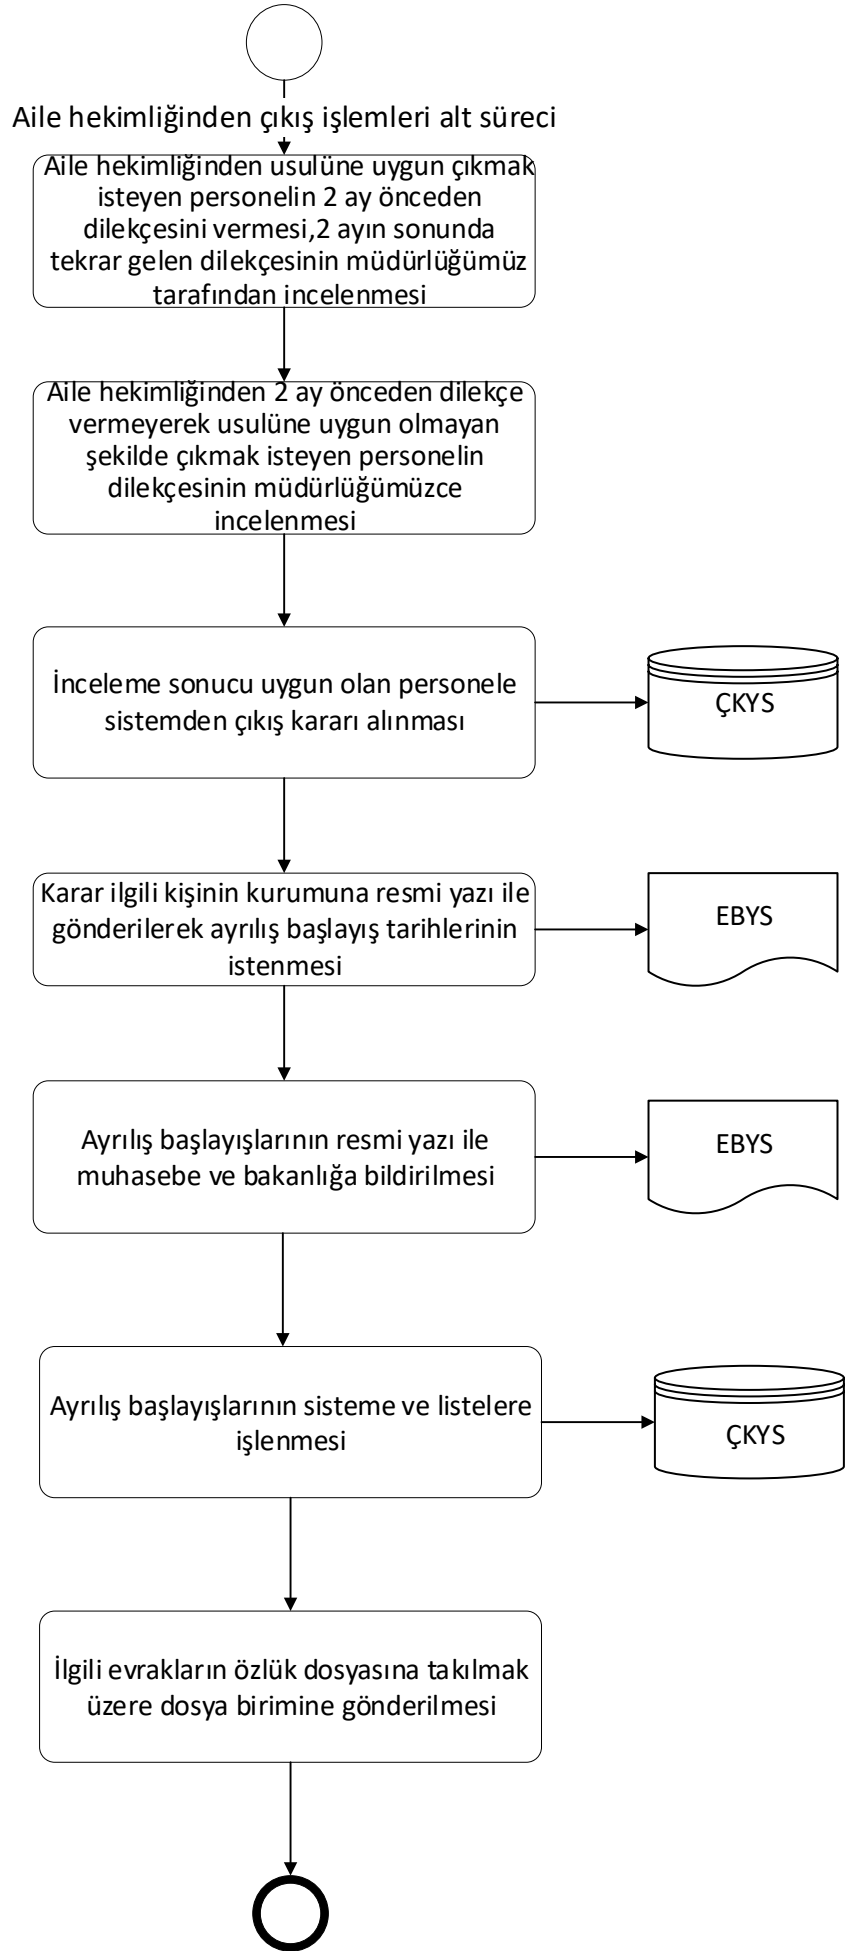 Aile hekimliğinden çıkış işlemleri alt süreci
Aile hekimliğinden usulüne uygun çıkmak
isteyen personelin 2 ay önceden
dilekçesini vermesi,2 ayın sonunda
tekrar gelen dilekçesinin müdürlüğümüz
tarafından incelenmesi
Aile hekimliğinden 2 ay önceden dilekçe
vermeyerek usulüne uygun olmayan
şekilde çıkmak isteyen personelin
dilekçesinin müdürlüğümüzce
incelenmesi
İnceleme sonucu uygun olan personele
sistemden çıkış kararı alınması
ÇKYS
Karar ilgili kişinin kurumuna resmi yazı ile
gönderilerek ayrılış başlayış tarihlerinin
istenmesi
EBYS
Ayrılış başlayışlarının resmi yazı ile
muhasebe ve bakanlığa bildirilmesi
EBYS
Ayrılış başlayışlarının sisteme ve listelere
işlenmesi
ÇKYS
İlgili evrakların özlük dosyasına takılmak
üzere dosya birimine gönderilmesi